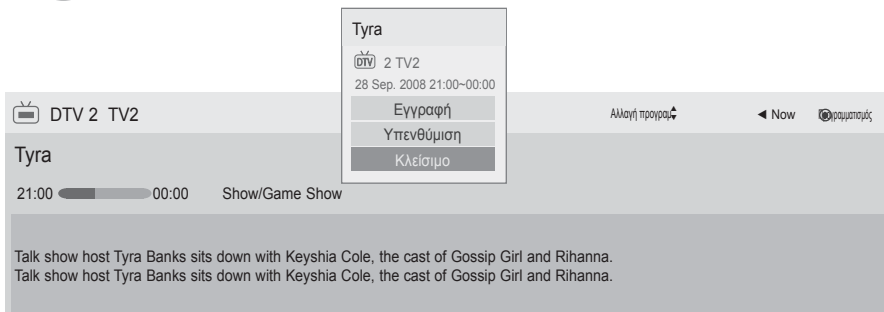 Tyra
DTV 2 TV2
28 Sep. 2008 21:00~00:00
Εγγραφή
Υπενθύμιση
Κλείσιμο
DTV 2 TV2 Αλλαγή προγραμ ◄ Now
Tyra
21:00 00:00 Show/Game Show
Talk show host Tyra Banks sits down with Keyshia Cole, the cast of Gossip Girl and Rihanna.
Talk show host Tyra Banks sits down with Keyshia Cole, the cast of Gossip Girl and Rihanna.